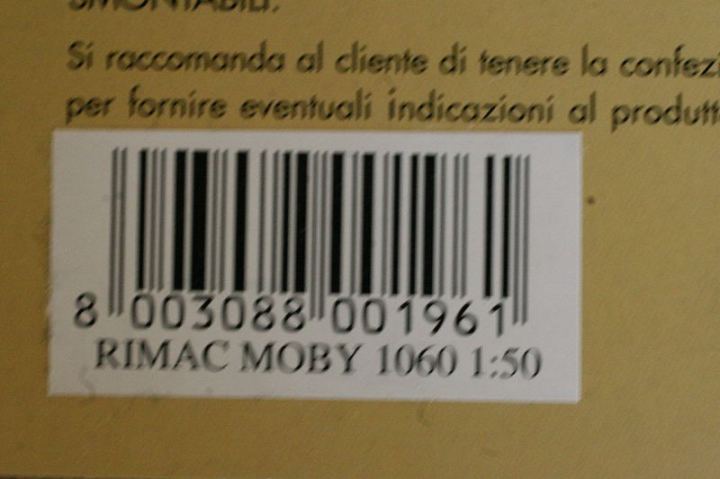 SMONTABILI.
Si raccomanda al cliente di tenere la
per fornire eventuali indicazioni al
8 003088 001961
RIMAC MOBY 1060 1:50